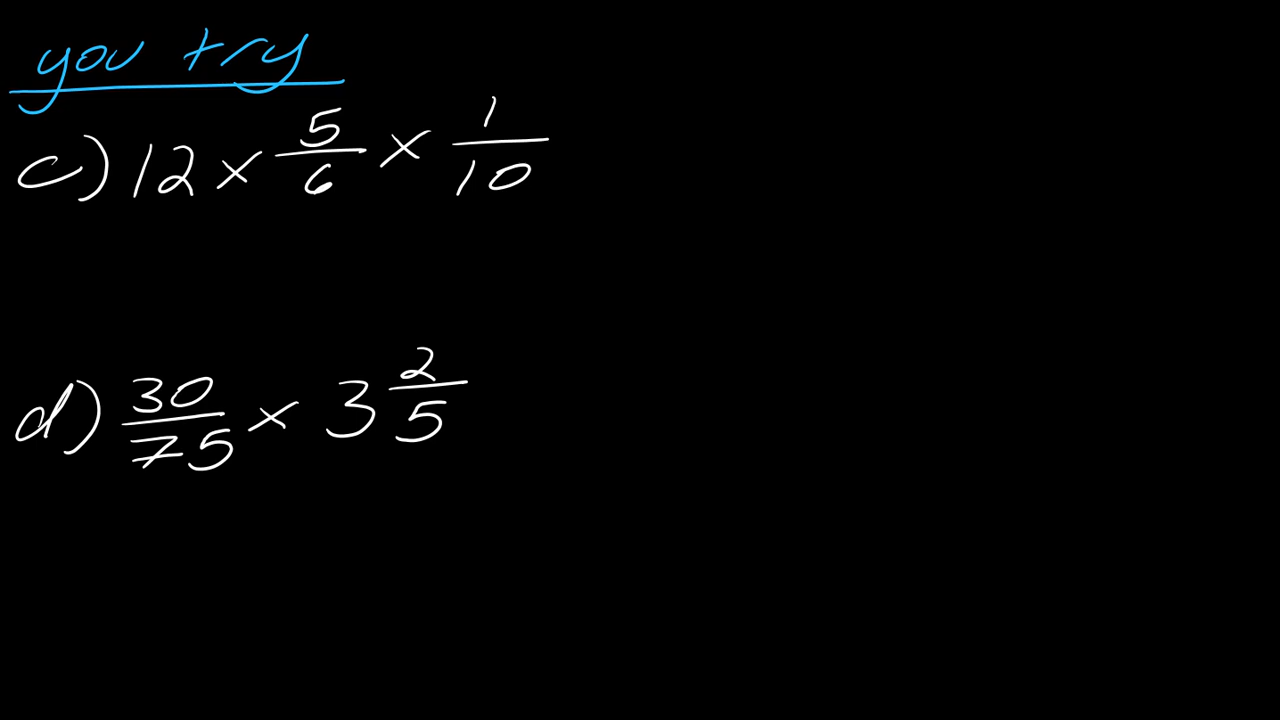 you try
c) 12 × 5/6 × 1/10
d) 30/75 × 3 2/5